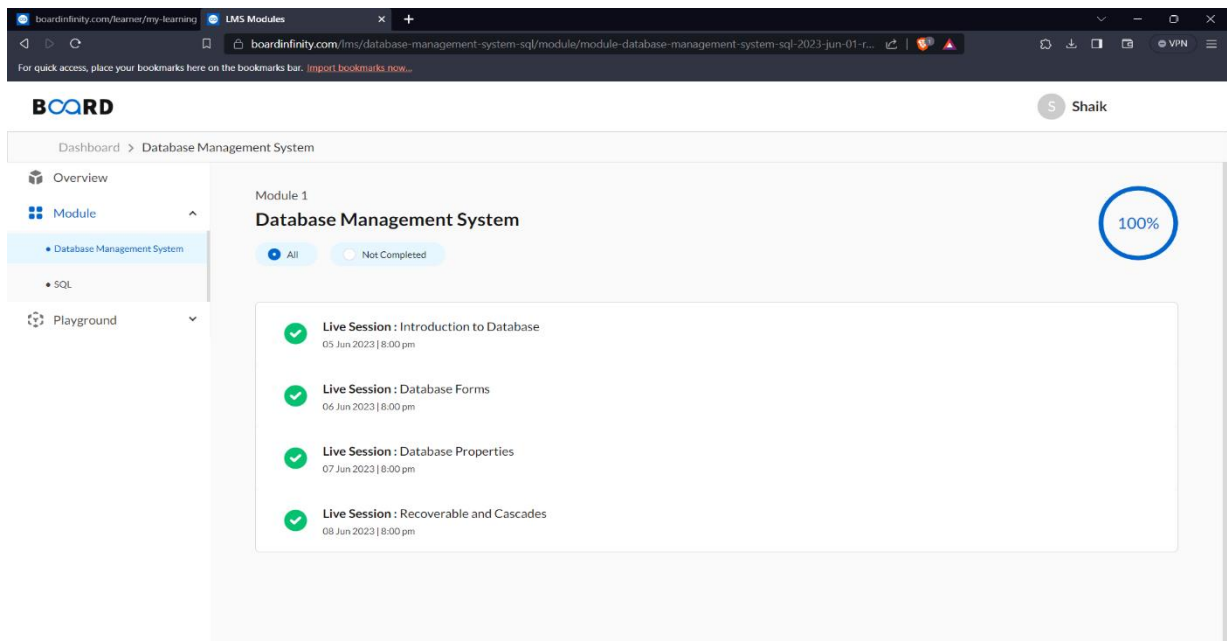 boardinfinity.com/learner/my-learning
LMS Modules
boardinfinity.com/lms/database-management-system-sql/module/module-database-management-system-sql-2023-jun-01-r...
VPN
For quick access, place your bookmarks here on the bookmarks bar. Import bookmarks now...
BOARD
S Shaik
Dashboard > Database Management System
Overview
Module
• Database Management System
• SQL
Playground
Module 1
Database Management System
100%
All
Not Completed
Live Session : Introduction to Database
05 Jun 2023 | 8:00 pm
Live Session : Database Forms
06 Jun 2023 | 8:00 pm
Live Session : Database Properties
07 Jun 2023 | 8:00 pm
Live Session : Recoverable and Cascades
08 Jun 2023 | 8:00 pm